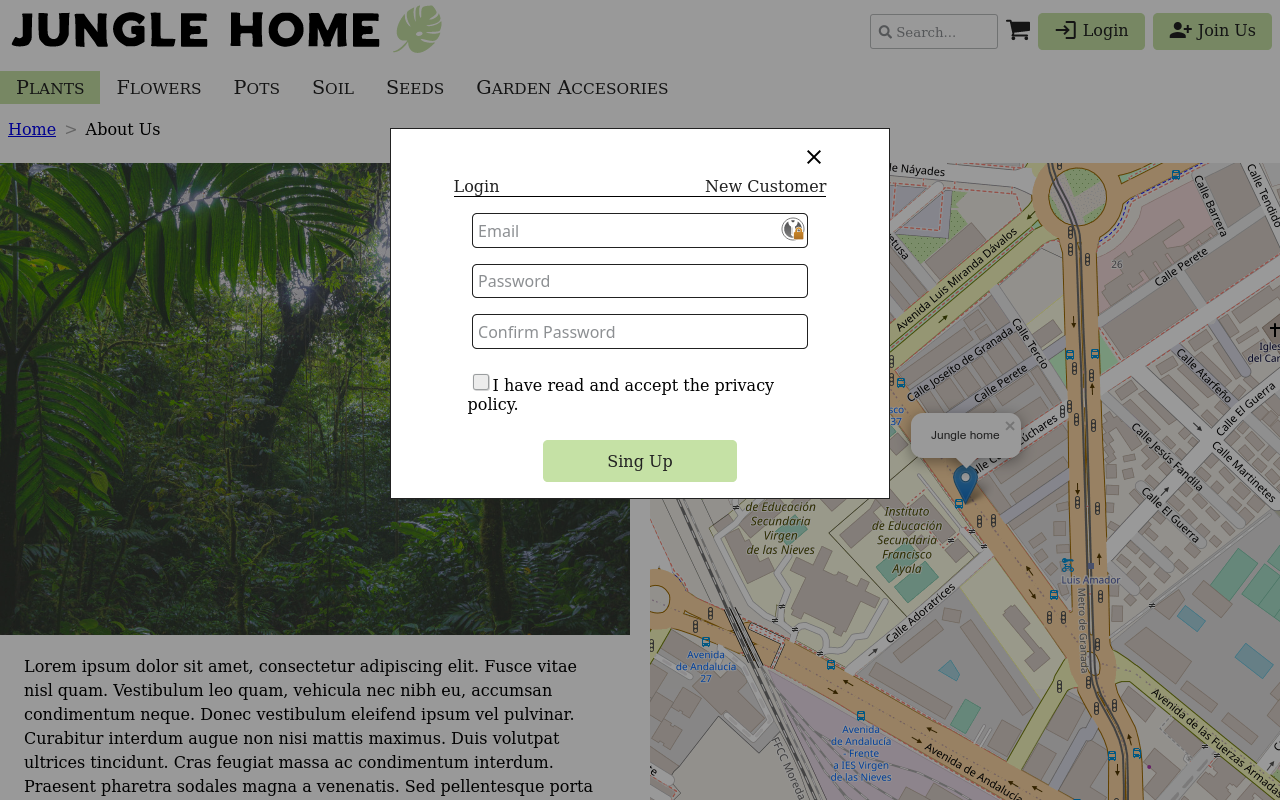 JUNGLE HOME
Search...
Login
Join Us
PLANTS
FLOWERS
POTS
SOIL
SEEDS
GARDEN ACCESORIES
Home > About Us
Login
New Customer
Email
Password
Confirm Password
I have read and accept the privacy
policy.
Sing Up
Lorem ipsum dolor sit amet, consectetur adipiscing elit. Fusce vitae
nisl quam. Vestibulum leo quam, vehicula nec nibh eu, accumsan
condimentum neque. Donec vestibulum eleifend ipsum vel pulvinar.
Curabitur interdum augue non nisi mattis maximus. Duis volutpat
ultrices tincidunt. Cras feugiat massa ac condimentum interdum.
Praesent pharetra sodales magna a venenatis. Sed pellentesque porta
de Náyades
Calle Barrera
Calle Tendido
Avenida Luis Miranda Dávalos
26
Calle Perete
Calle Tercio
Calle Joseito de Granada
Calle Perete
Calle Atarfeño
Calle El Guerra
37
Jungle home
Calle Jesús Fandila
Calle Martinetes
Calle El Guerra
de Educación
Secundaria
Virgen
de las Nieves
Instituto
de Educación
Secundaria
Francisco
Ayala
Luis Amador
Metro de Granada
Calle Adoratrices
Avenida
de Andalucía
27
Avenida
de Andalucía
Frente
a IES Virgen
de las Nieves
FFCC Moreda
Avenida de Andalucía
Avenida de las Fuerzas Armadas